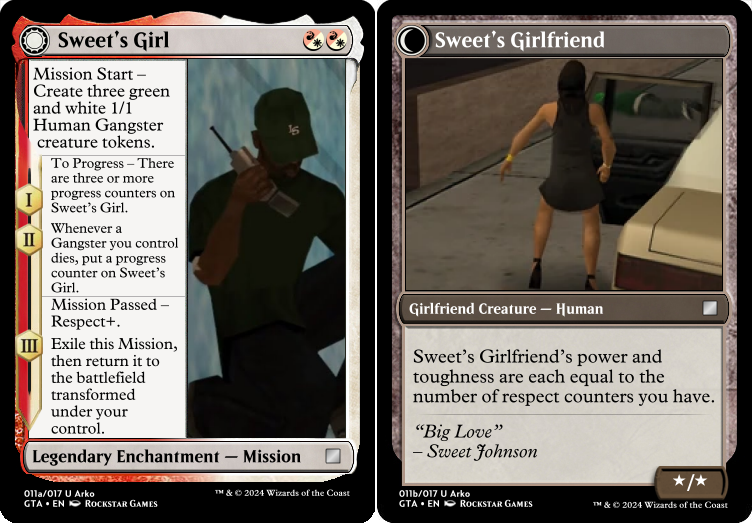 Sweet's Girl
Mission Start –
Create three green
and white 1/1
Human Gangster
creature tokens.
To Progress – There
are three or more
progress counters on
Sweet's Girl.
I
II
Whenever a
Gangster you control
dies, put a progress
counter on Sweet's
Girl.
Mission Passed –
Respect+.
III
Exile this Mission,
then return it to
the battlefield
transformed
under your
control.
LS
Legendary Enchantment — Mission
011a/017 U Arko
GTA • EN Rockstar Games
™ & © 2024 Wizards of the Coast
Sweet's Girlfriend
Girlfriend Creature — Human
Sweet's Girlfriend's power and
toughness are each equal to the
number of respect counters you have.
“Big Love”
– Sweet Johnson
★/★
011b/017 U Arko
GTA • EN Rockstar Games
™ & © 2024 Wizards of the Coast